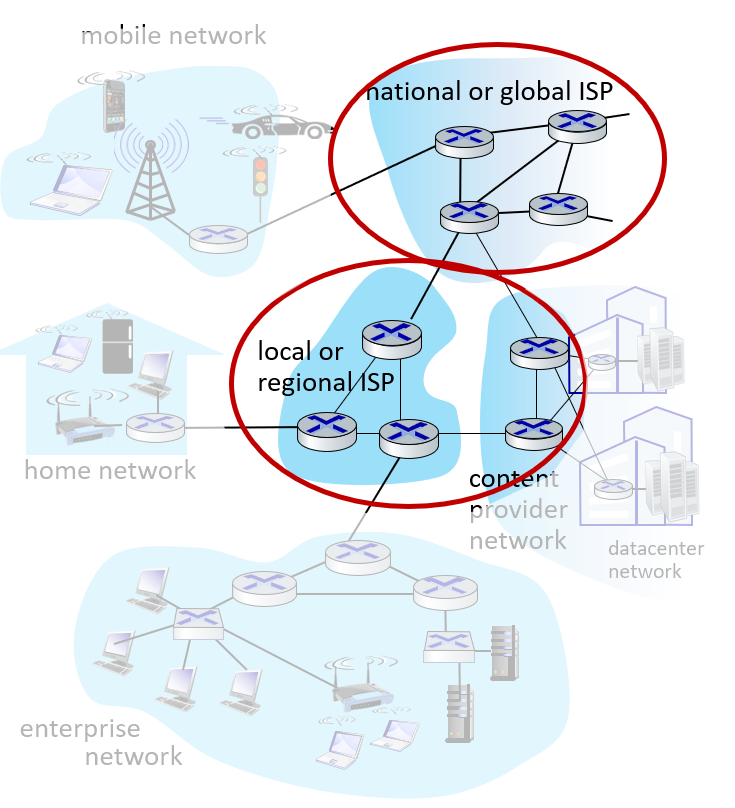 mobile network
national or global ISP
local or
regional ISP
home network
content
provider
network
datacenter
network
enterprise
network